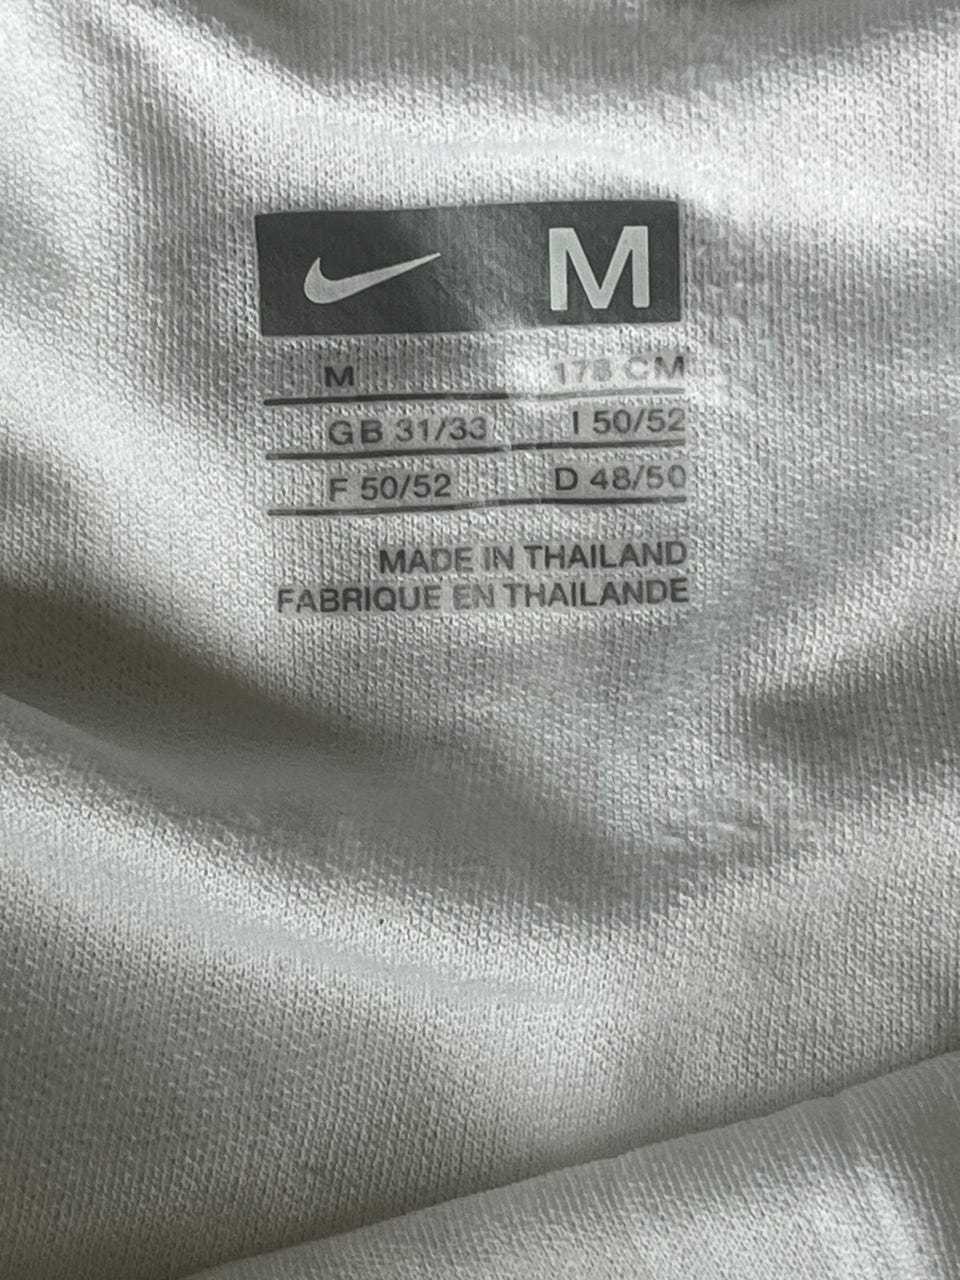 M
M 178 CM
GB 31/33 I 50/52
F 50/52 D 48/50
MADE IN THAILAND
FABRIQUE EN THAILANDE